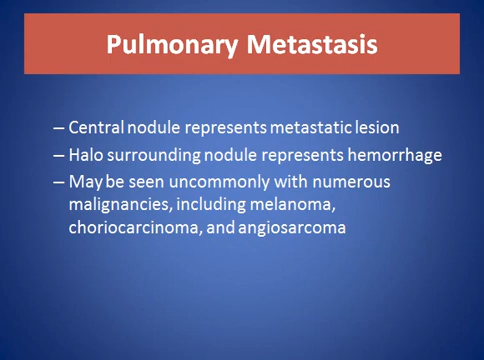 Pulmonary Metastasis
– Central nodule represents metastatic lesion
– Halo surrounding nodule represents hemorrhage
– May be seen uncommonly with numerous
malignancies, including melanoma,
choriocarcinoma, and angiosarcoma